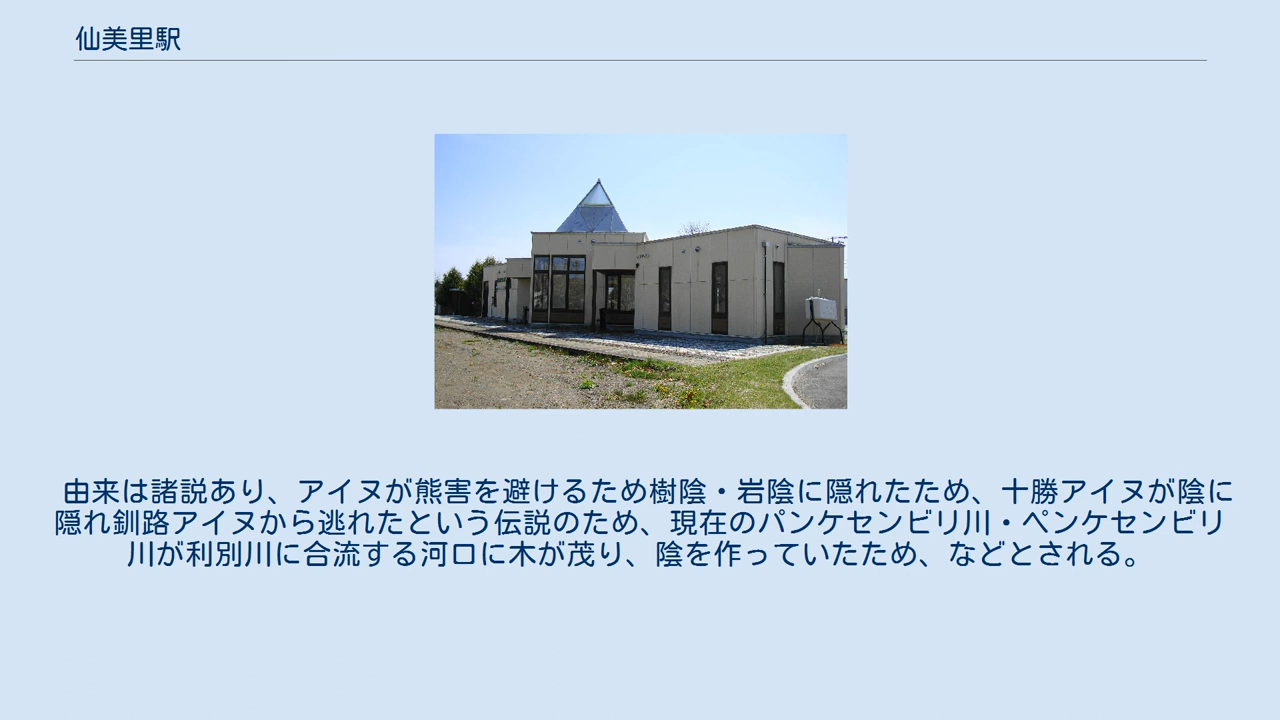 仙美里駅
由来は諸説あり、アイヌが熊害を避けるため樹陰・岩陰に隠れたため、十勝アイヌが陰に
隠れ釧路アイヌから逃れたという伝説のため、現在のパンケセンビリ川・ペンケセンビリ
川が利別川に合流する河口に木が茂り、陰を作っていたため、などとされる。